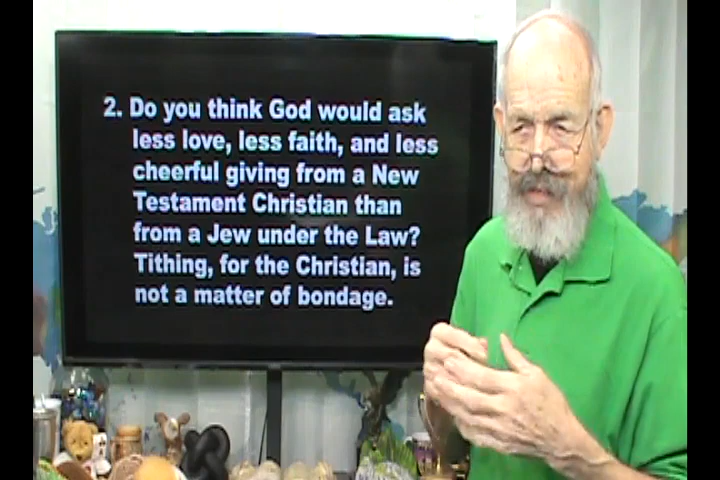 2. Do you think God would ask
less love, less faith, and less
cheerful giving from a New
Testament Christian than
from a Jew under the Law?
Tithing, for the Christian, is
not a matter of bondage.